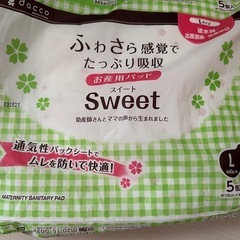 dacco
ふわさら感覚で
たっぷり吸収
お産用パッド
スイート
Sweet
助産師さんとママの声から生まれました
通気性バックシートで
ムレを防いで快適!
L
5個
MATERNITY SANITARY PAD